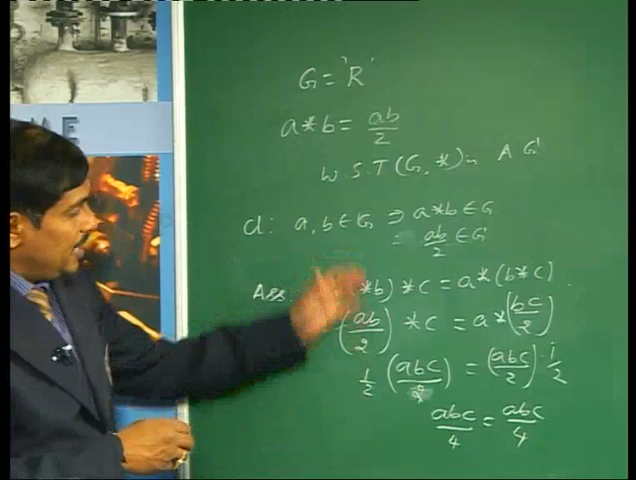 ME
G = 'R'
a * b = ab/2
W.S.T (G, *) is A G'
cl: a, b ∈ G ⇒ a*b ∈ G
= ab/2 ∈ G'
Ass *b) * c = a * (b * c)
(ab/2) * c = a * (bc/2)
1/2 (abc/2) = (abc/2) · 1/2
abc/4 = abc/4